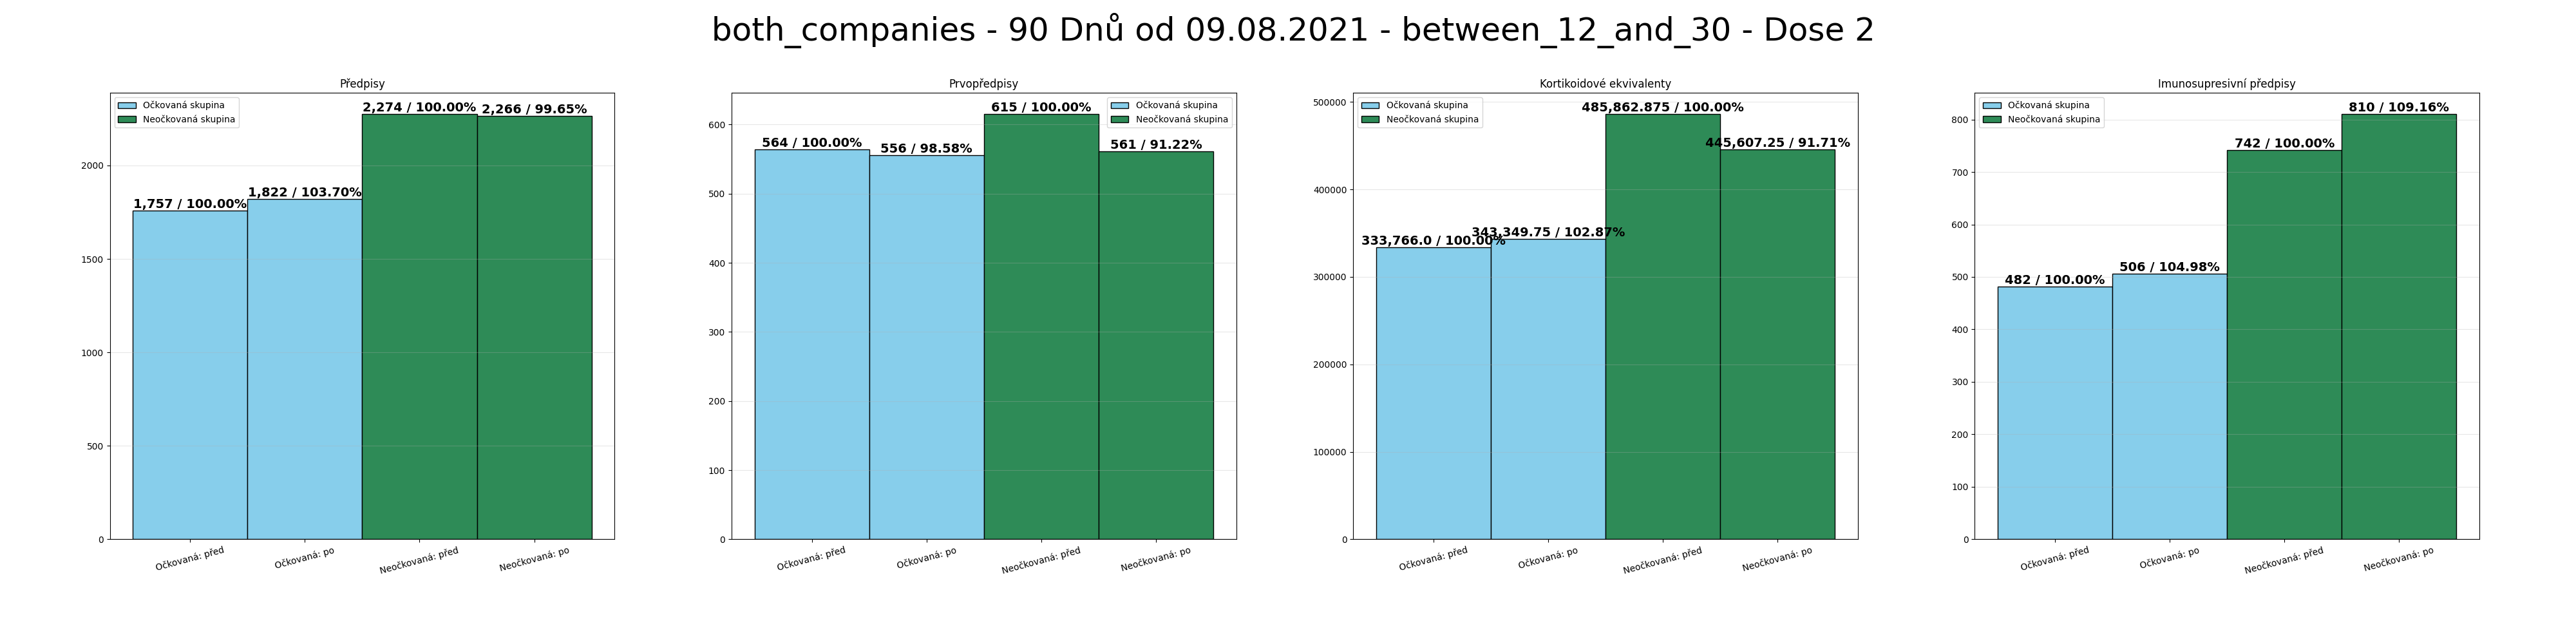 both_companies - 90 Dnů od 09.08.2021 - between_12_and_30 - Dose 2
Předpisy
Očkovaná skupina
Neočkovaná skupina
1,757 / 100.00%
1,822 / 103.70%
2,274 / 100.00%
2,266 / 99.65%
2000
1500
1000
500
0
Očkovaná: před
Očkovaná: po
Neočkovaná: před
Neočkovaná: po
Prvopředpisy
Očkovaná skupina
Neočkovaná skupina
564 / 100.00%
556 / 98.58%
615 / 100.00%
561 / 91.22%
600
500
400
300
200
100
0
Očkovaná: před
Očkovaná: po
Neočkovaná: před
Neočkovaná: po
Kortikoidové ekvivalenty
Očkovaná skupina
Neočkovaná skupina
333,766.0 / 100.00%
343,349.75 / 102.87%
485,862.875 / 100.00%
445,607.25 / 91.71%
500000
400000
300000
200000
100000
0
Očkovaná: před
Očkovaná: po
Neočkovaná: před
Neočkovaná: po
Imunosupresivní předpisy
Očkovaná skupina
Neočkovaná skupina
482 / 100.00%
506 / 104.98%
742 / 100.00%
810 / 109.16%
800
700
600
500
400
300
200
100
0
Očkovaná: před
Očkovaná: po
Neočkovaná: před
Neočkovaná: po